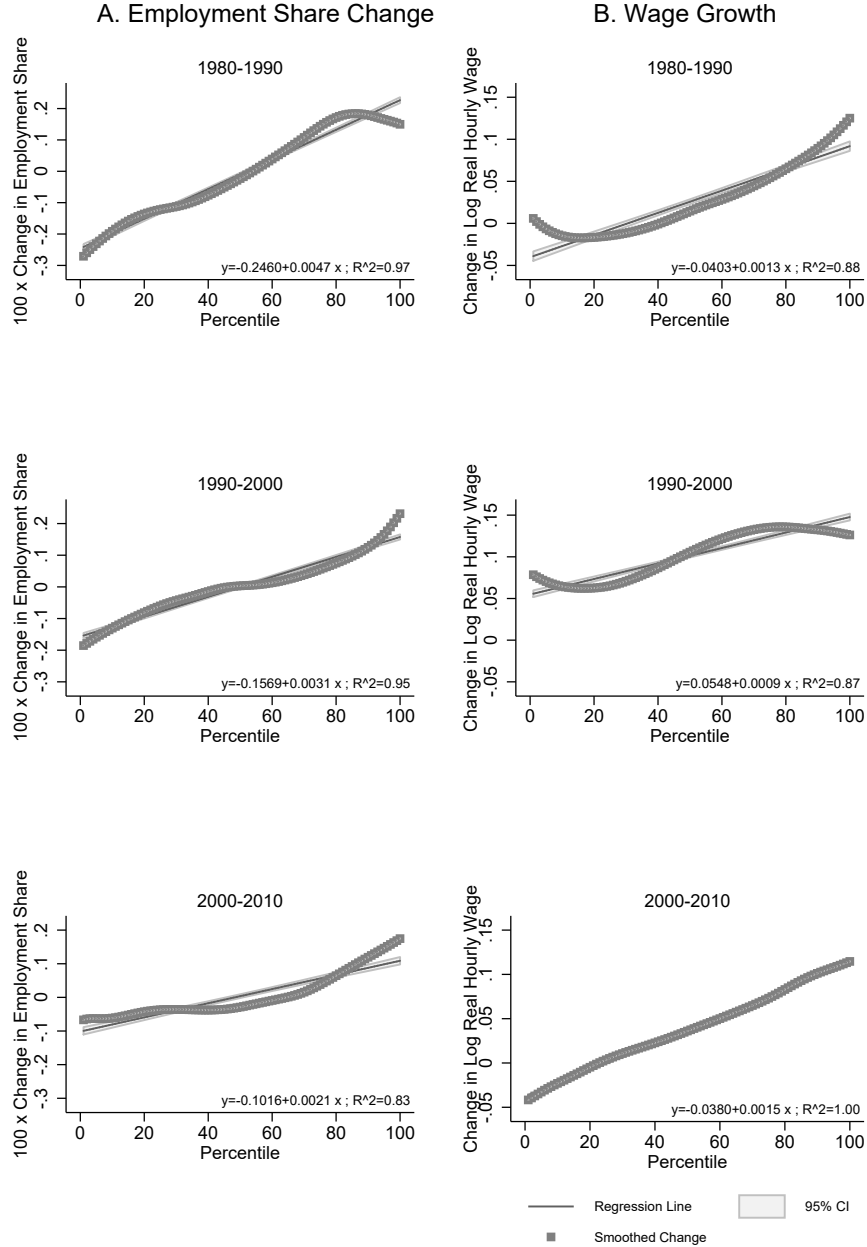 A. Employment Share Change
B. Wage Growth
1980-1990
100 x Change in Employment Share
.2
.1
0
-.1
-.2
-.3
y=-0.2460+0.0047 x ; R^2=0.97
0 20 40 60 80 100
Percentile
1980-1990
Change in Log Real Hourly Wage
.15
.1
.05
0
-.05
y=-0.0403+0.0013 x ; R^2=0.88
0 20 40 60 80 100
Percentile
1990-2000
100 x Change in Employment Share
.2
.1
0
-.1
-.2
-.3
y=-0.1569+0.0031 x ; R^2=0.95
0 20 40 60 80 100
Percentile
1990-2000
Change in Log Real Hourly Wage
.15
.1
.05
0
-.05
y=0.0548+0.0009 x ; R^2=0.87
0 20 40 60 80 100
Percentile
2000-2010
100 x Change in Employment Share
.2
.1
0
-.1
-.2
-.3
y=-0.1016+0.0021 x ; R^2=0.83
0 20 40 60 80 100
Percentile
2000-2010
Change in Log Real Hourly Wage
.15
.1
.05
0
-.05
y=-0.0380+0.0015 x ; R^2=1.00
0 20 40 60 80 100
Percentile
Regression Line
95% CI
Smoothed Change